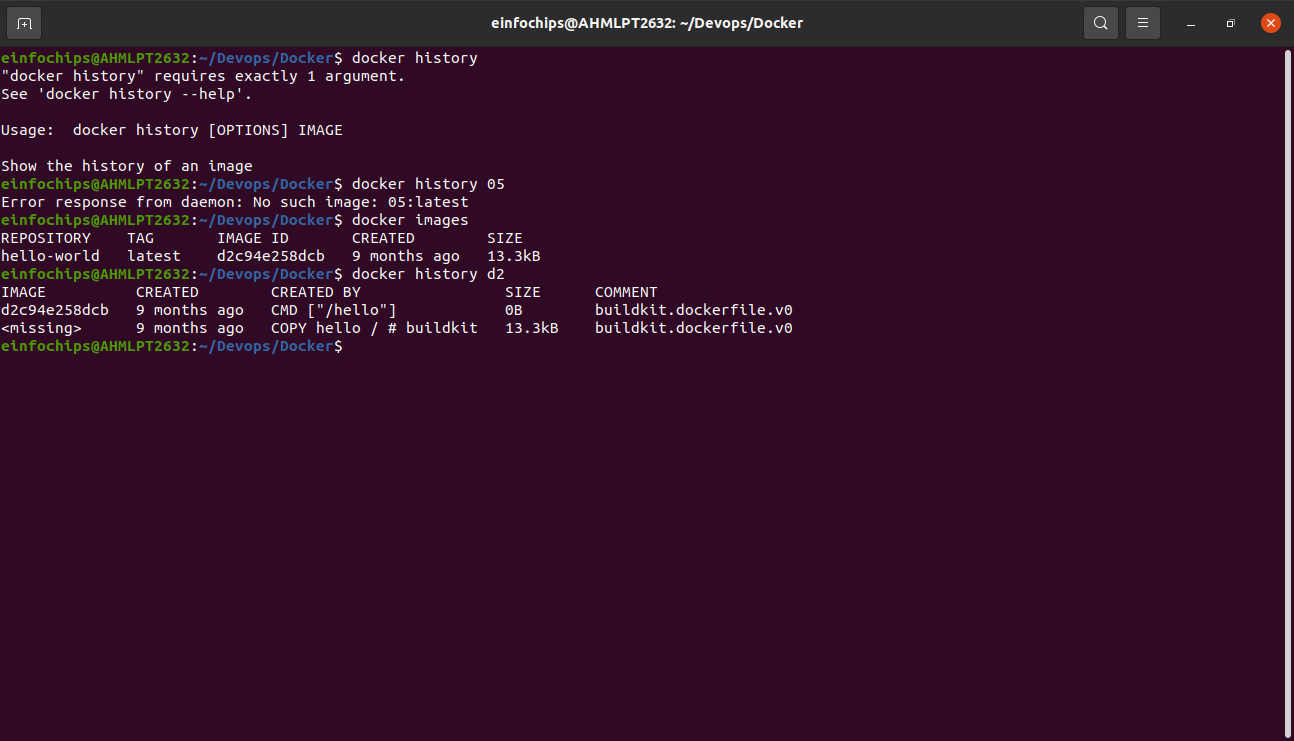 einfochips@AHMLPT2632: ~/Devops/Docker
einfochips@AHMLPT2632:~/Devops/Docker$ docker history
"docker history" requires exactly 1 argument.
See 'docker history --help'.
Usage:  docker history [OPTIONS] IMAGE
Show the history of an image
einfochips@AHMLPT2632:~/Devops/Docker$ docker history 05
Error response from daemon: No such image: 05:latest
einfochips@AHMLPT2632:~/Devops/Docker$ docker images
REPOSITORY    TAG       IMAGE ID       CREATED        SIZE
hello-world   latest    d2c94e258dcb   9 months ago   13.3kB
einfochips@AHMLPT2632:~/Devops/Docker$ docker history d2
IMAGE          CREATED        CREATED BY                SIZE      COMMENT
d2c94e258dcb   9 months ago   CMD ["/hello"]            0B        buildkit.dockerfile.v0
<missing>      9 months ago   COPY hello / # buildkit   13.3kB    buildkit.dockerfile.v0
einfochips@AHMLPT2632:~/Devops/Docker$